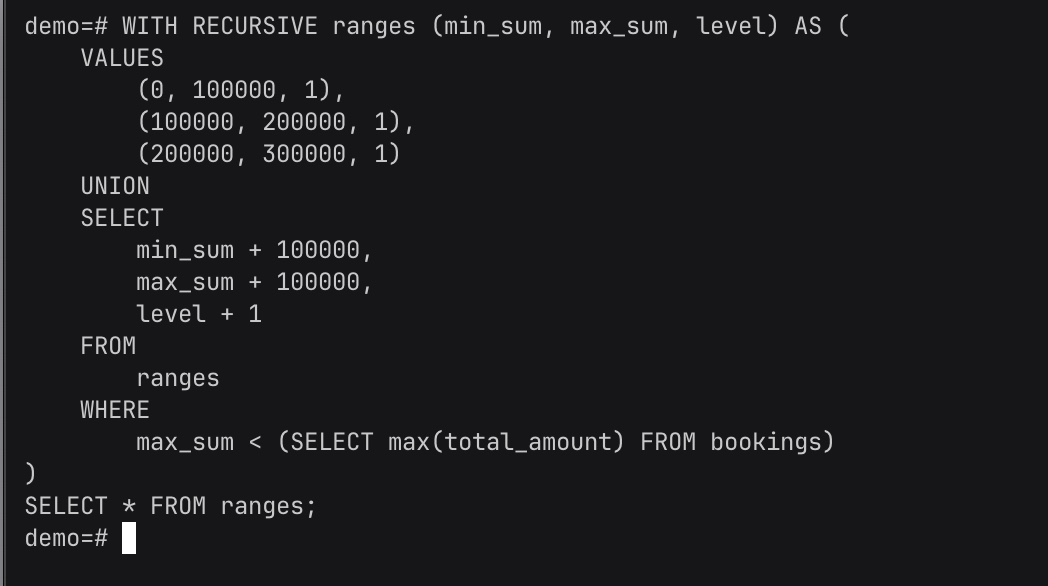 demo=# WITH RECURSIVE ranges (min_sum, max_sum, level) AS (
    VALUES
        (0, 100000, 1),
        (100000, 200000, 1),
        (200000, 300000, 1)
    UNION
    SELECT
        min_sum + 100000,
        max_sum + 100000,
        level + 1
    FROM
        ranges
    WHERE
        max_sum < (SELECT max(total_amount) FROM bookings)
)
SELECT * FROM ranges;
demo=#